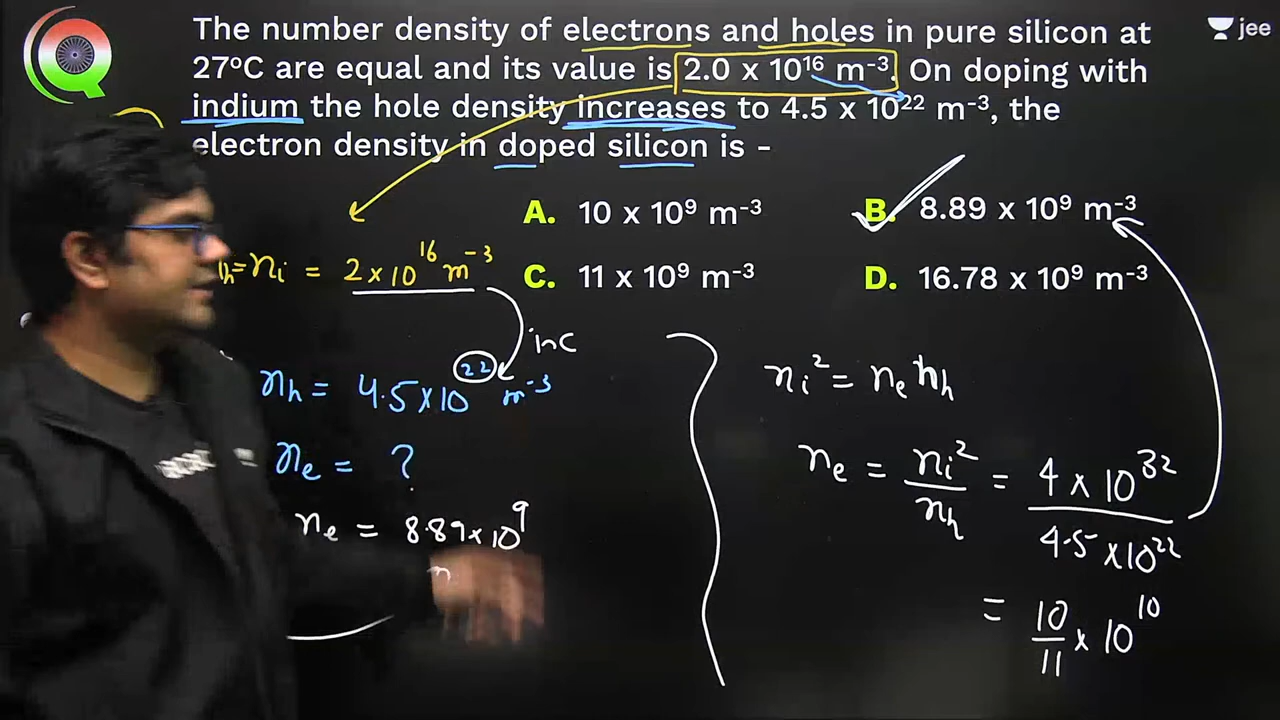 The number density of electrons and holes in pure silicon at
27°C are equal and its value is 2.0 x 10¹⁶ m⁻³. On doping with
indium the hole density increases to 4.5 x 10²² m⁻³, the
electron density in doped silicon is -
jee
A. 10 x 10⁹ m⁻³
B. 8.89 x 10⁹ m⁻³
C. 11 x 10⁹ m⁻³
D. 16.78 x 10⁹ m⁻³
h=nᵢ = 2×10¹⁶ m⁻³
inc
nₕ = 4.5×10²² m⁻³
nₑ = ?
nₑ = 8.89×10⁹
m
nᵢ² = nₑ nₕ
nₑ = nᵢ²/nₕ = 4×10³²/4.5×10²²
= 10/11 × 10¹⁰